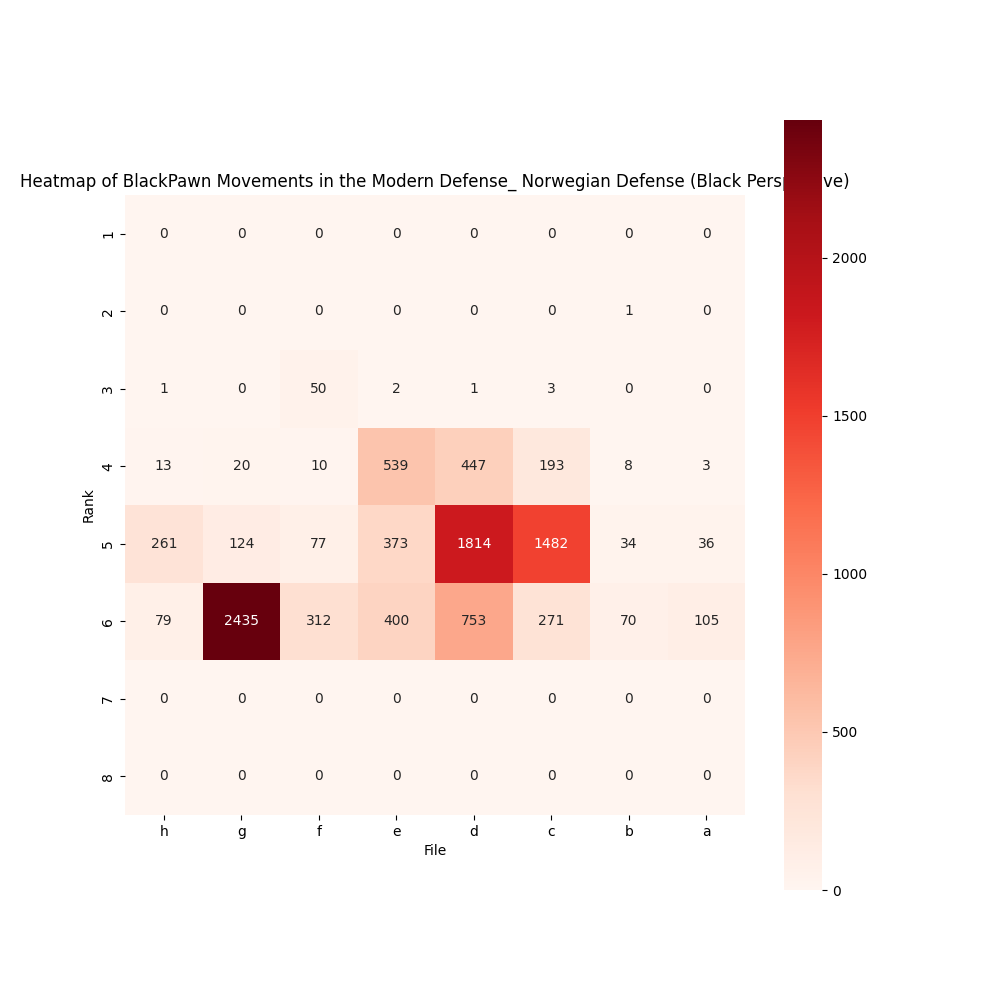 Heatmap of BlackPawn Movements in the Modern Defense_ Norwegian Defense (Black Persp ve)
1 0 0 0 0 0 0 0 0
2 0 0 0 0 0 0 1 0
3 1 0 50 2 1 3 0 0
4 13 20 10 539 447 193 8 3
Rank
5 261 124 77 373 1814 1482 34 36
6 79 2435 312 400 753 271 70 105
7 0 0 0 0 0 0 0 0
8 0 0 0 0 0 0 0 0
h g f e d c b a
File
2000
1500
1000
500
0